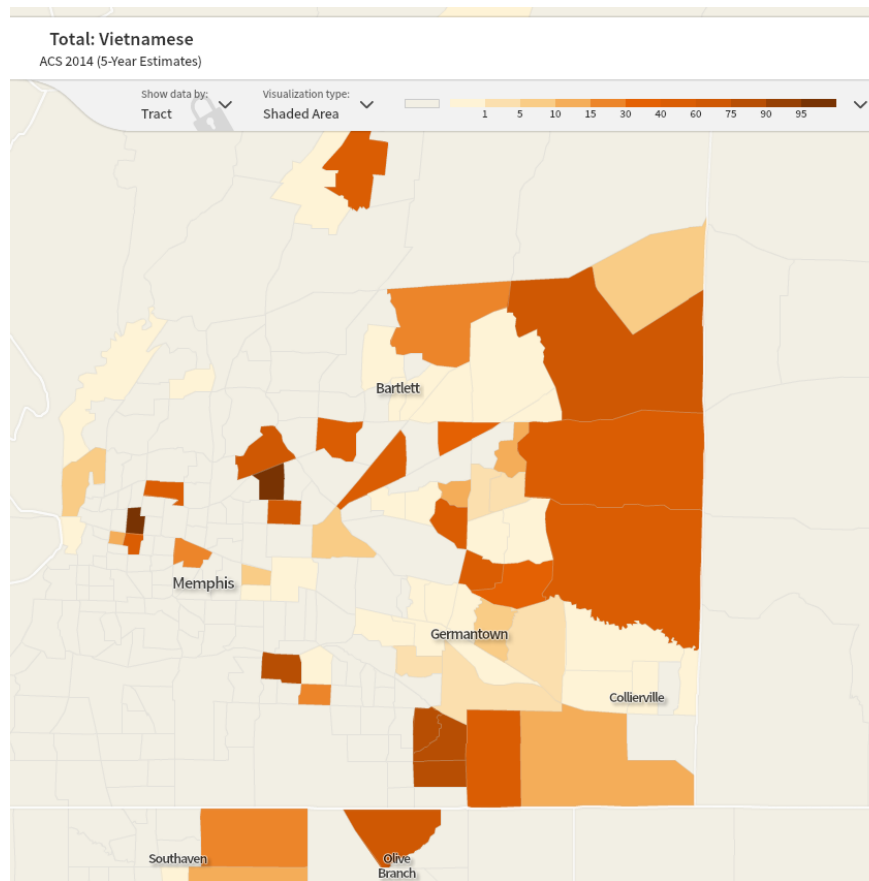 Total: Vietnamese
ACS 2014 (5-Year Estimates)
Show data by:
Tract
Visualization type:
Shaded Area
1 5 10 15 30 40 60 75 90 95
Bartlett
Memphis
Germantown
Collierville
Southaven
Olive
Branch